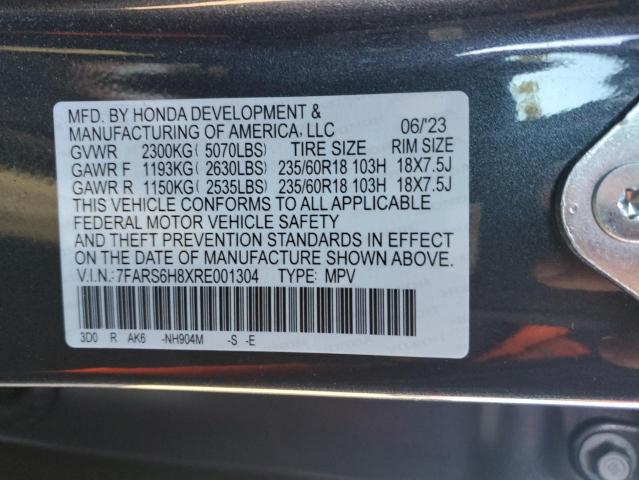 MFD. BY HONDA DEVELOPMENT &
MANUFACTURING OF AMERICA, LLC 06/'23
GVWR 2300KG( 5070LBS) TIRE SIZE RIM SIZE
GAWR F 1193KG( 2630LBS) 235/60R18 103H 18X7.5J
GAWR R 1150KG( 2535LBS) 235/60R18 103H 18X7.5J
THIS VEHICLE CONFORMS TO ALL APPLICABLE
FEDERAL MOTOR VEHICLE SAFETY
AND THEFT PREVENTION STANDARDS IN EFFECT
ON THE DATE OF MANUFACTURE SHOWN ABOVE.
V.I.N.:7FARS6H8XRE001304 TYPE: MPV
3D0 R AK6 -NH904M -S -E